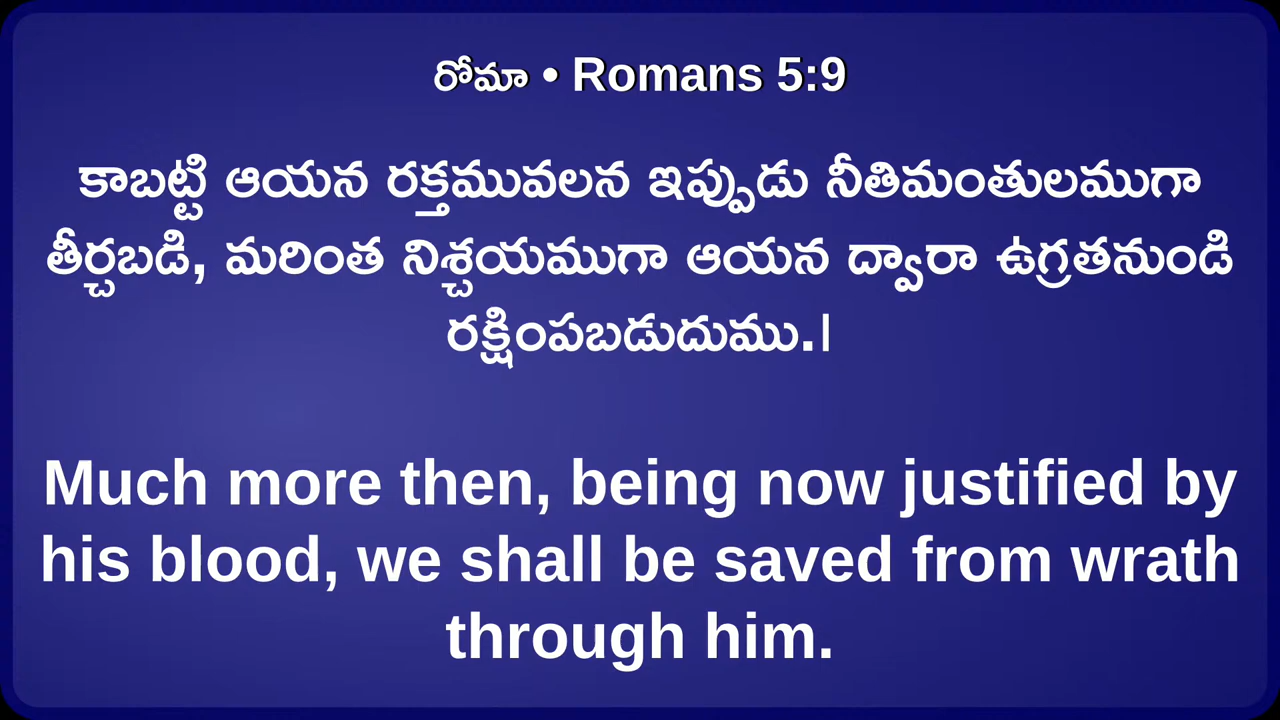 రోమా • Romans 5:9
కాబట్టి ఆయన రక్తమువలన ఇప్పుడు నీతిమంతులముగా
తీర్చబడి, మరింత నిశ్చయముగా ఆయన ద్వారా ఉగ్రతనుండి
రక్షింపబడుదుము.|
Much more then, being now justified by
his blood, we shall be saved from wrath
through him.